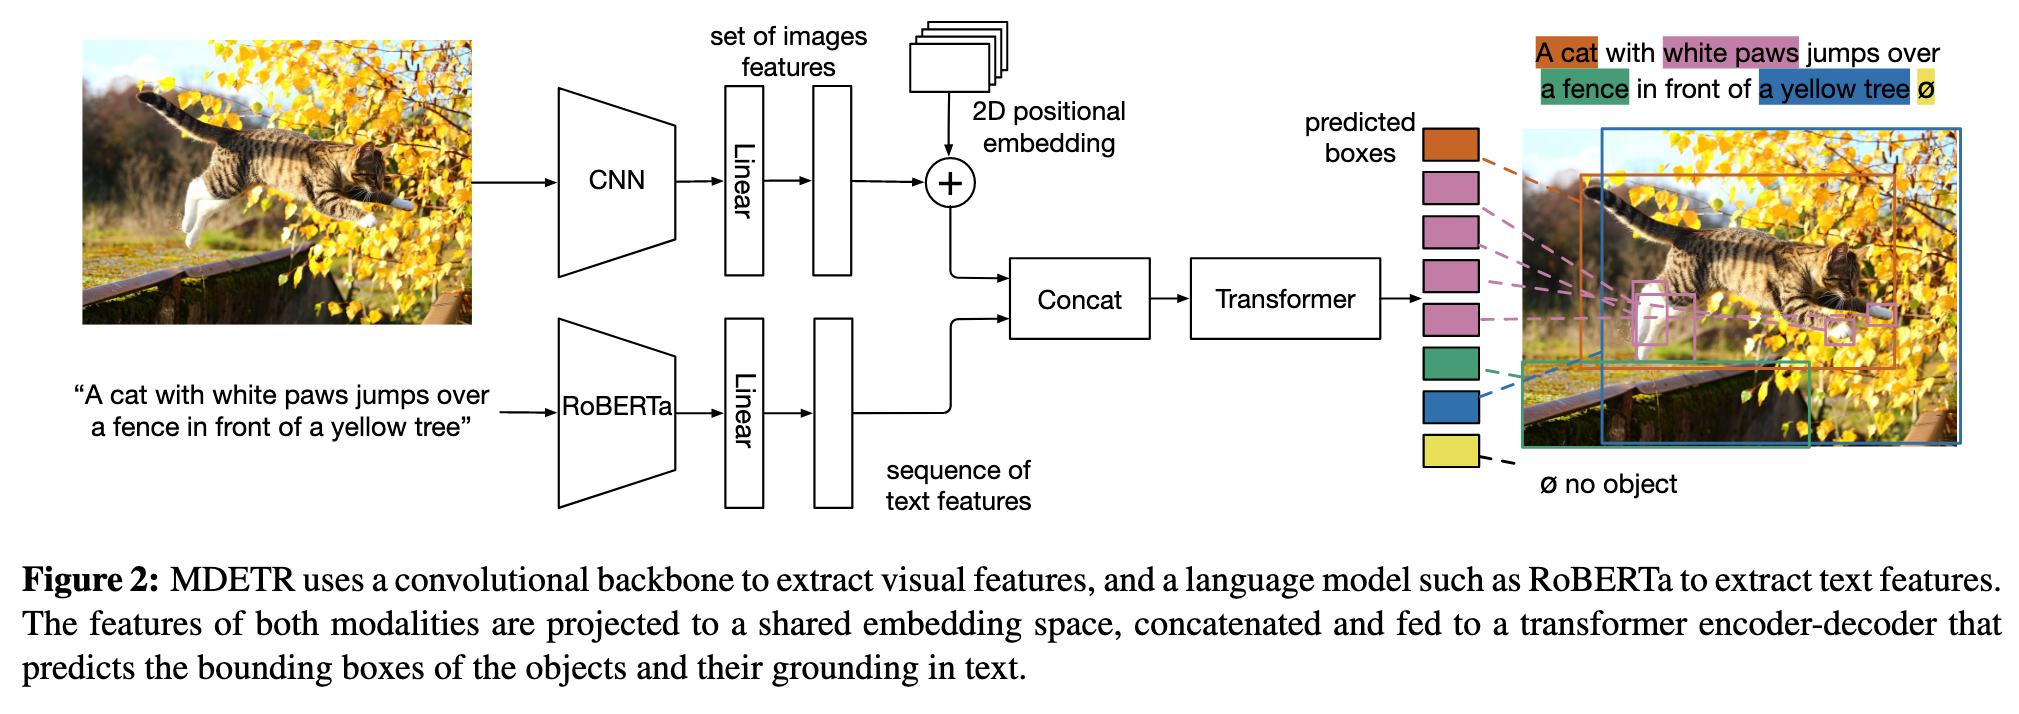 set of images
features
2D positional
embedding
CNN
Linear
“A cat with white paws jumps over
a fence in front of a yellow tree”
RoBERTa
Linear
sequence of
text features
Concat
Transformer
predicted
boxes
A cat with white paws jumps over
a fence in front of a yellow tree ø
ø no object
Figure 2: MDETR uses a convolutional backbone to extract visual features, and a language model such as RoBERTa to extract text features.
The features of both modalities are projected to a shared embedding space, concatenated and fed to a transformer encoder-decoder that
predicts the bounding boxes of the objects and their grounding in text.